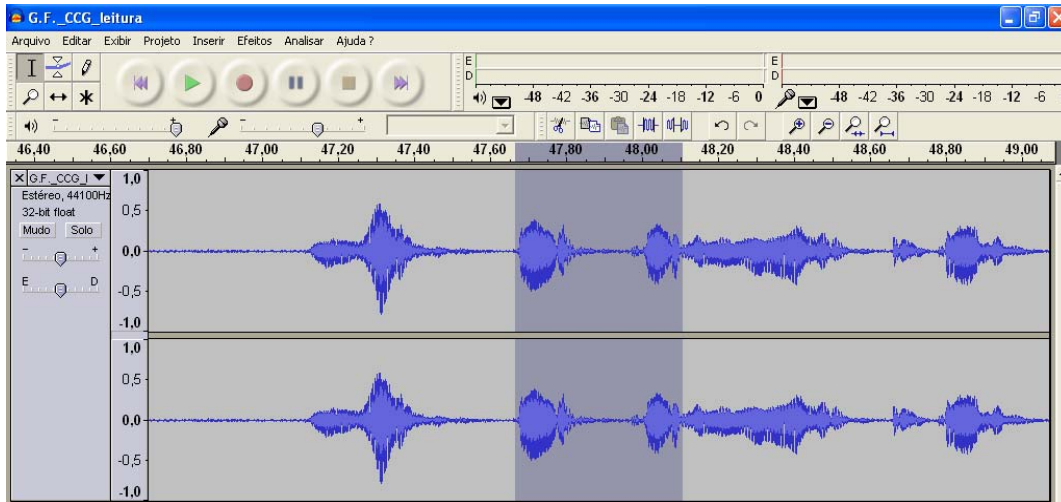 G.F._CCG_leitura
Arquivo Editar Exibir Projeto Inserir Efeitos Analisar Ajuda ?
E
D
-48 -42 -36 -30 -24 -18 -12 -6 0
E
D
-48 -42 -36 -30 -24 -18 -12 -6
- +
- +
46,40 46,60 46,80 47,00 47,20 47,40 47,60 47,80 48,00 48,20 48,40 48,60 48,80 49,00
X G.F._CCG_l
Estéreo, 44100Hz
32-bit float
Mudo Solo
- +
E D
1,0
0,5
0,0
-0,5
-1,0
1,0
0,5
0,0
-0,5
-1,0